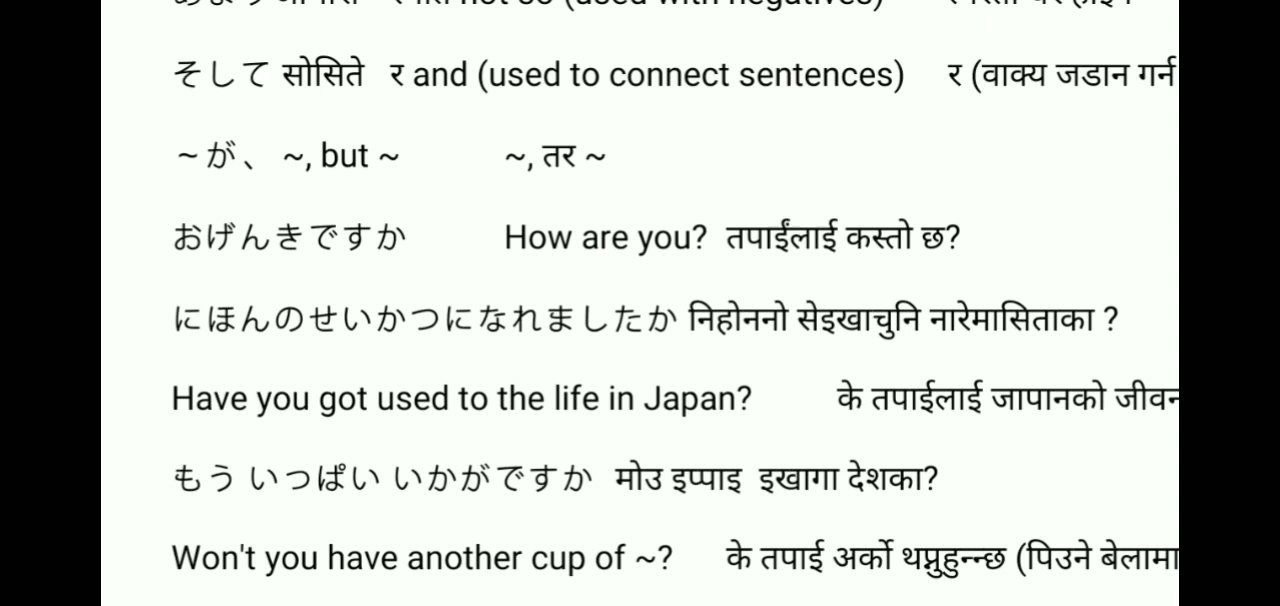 そして सोसिते र and (used to connect sentences) र (वाक्य जडान गर्न
~が、 ~, but ~ ~, तर ~
おげんきですか How are you? तपाईंलाई कस्तो छ?
にほんのせいかつになれましたか निहोननो सेइखाचुनि नारेमासिताका ?
Have you got used to the life in Japan? के तपाईलाई जापानको जीवन
もう いっぱい いかがですか मोउ इप्पाइ इखागा देशका?
Won't you have another cup of ~? के तपाई अर्को थप्नुहुन्न्छ (पिउने बेलामा